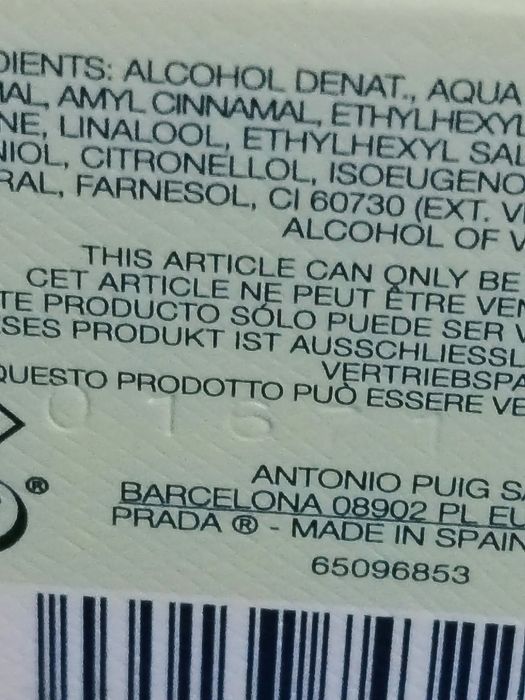 DIENTS: ALCOHOL DENAT., AQUA
AL, AMYL CINNAMAL, ETHYLHEXYL
NE, LINALOOL, ETHYLHEXYL SAL
NIOL, CITRONELLOL, ISOEUGENO
RAL, FARNESOL, CI 60730 (EXT. V
ALCOHOL OF V
THIS ARTICLE CAN ONLY BE
CET ARTICLE NE PEUT ÊTRE VE
TE PRODUCTO SÓLO PUEDE SER V
SES PRODUKT IST AUSSCHLIESSL
VERTRIEBSPA
QUESTO PRODOTTO PUÒ ESSERE VE
ANTONIO PUIG S
BARCELONA 08902 PL EU
PRADA ® - MADE IN SPAIN
65096853
®